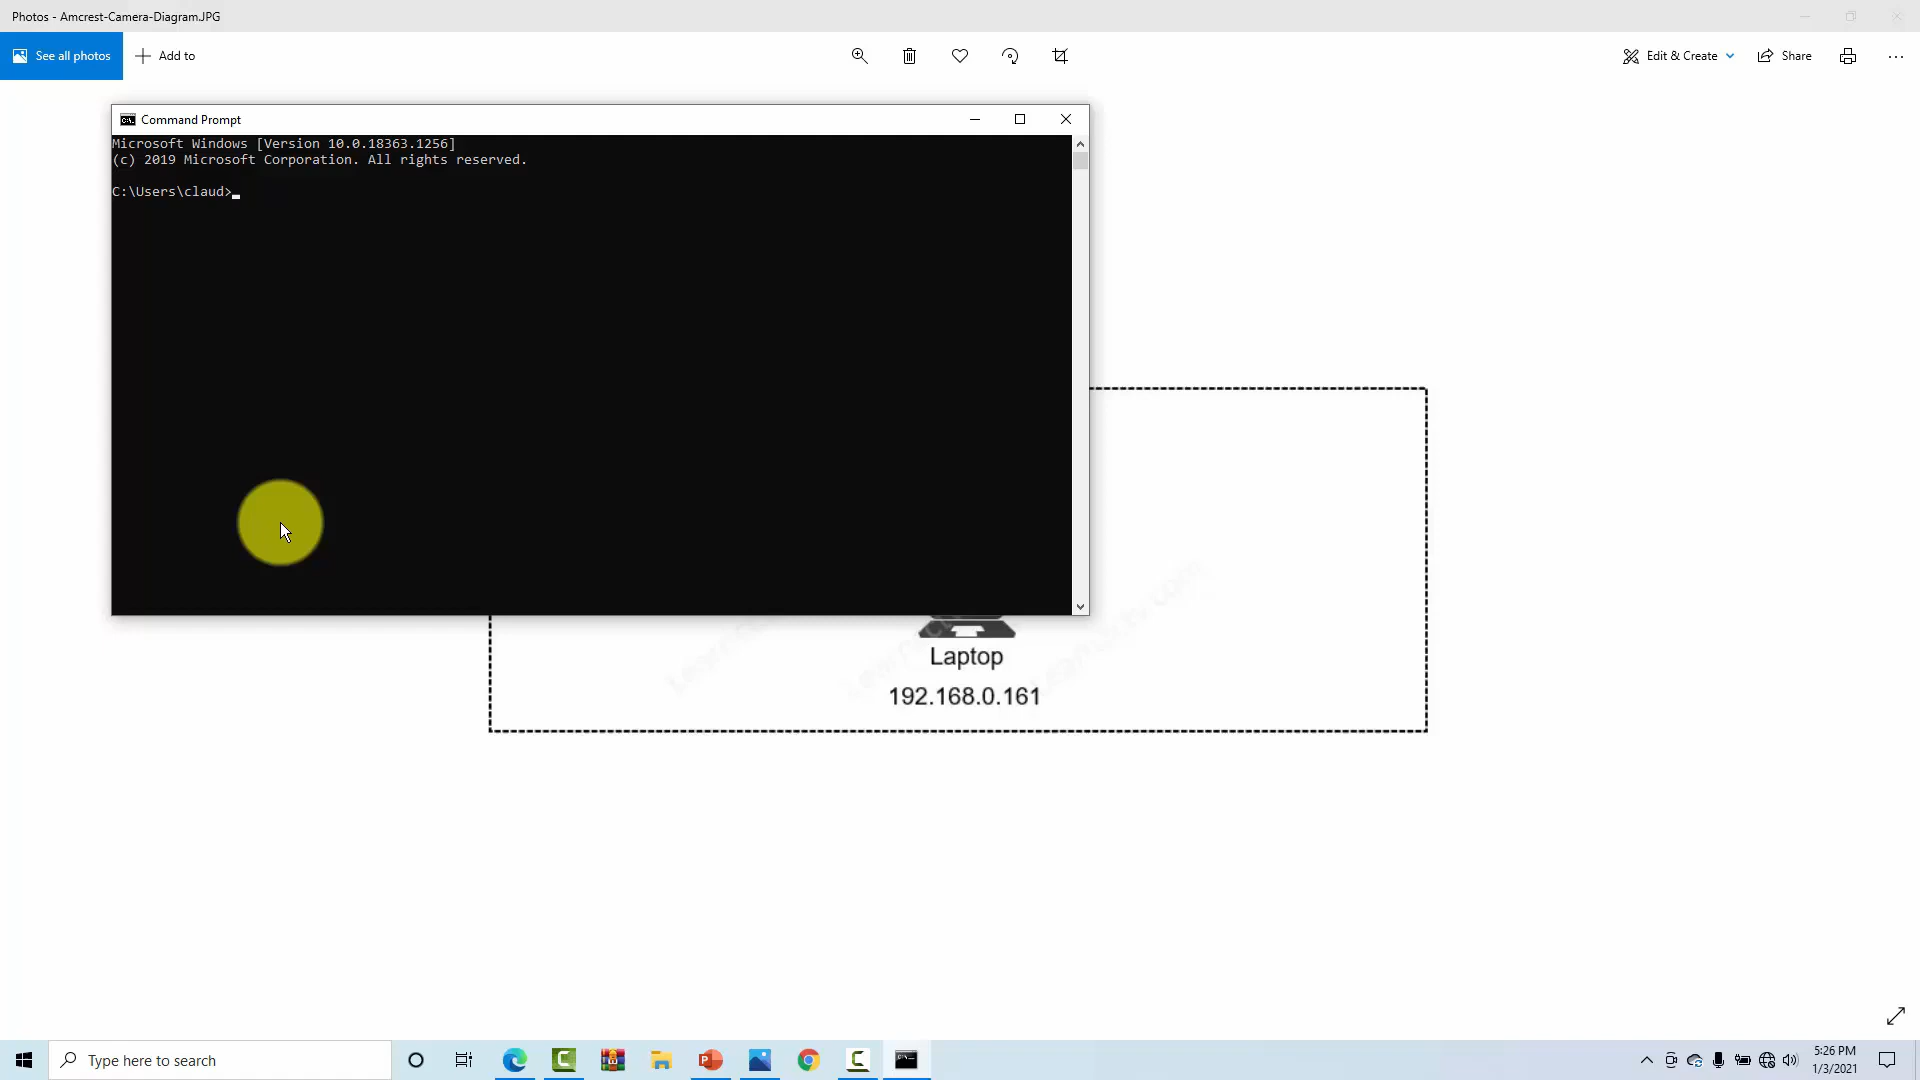 Photos - Amcrest-Camera-Diagram.JPG
See all photos
Add to
Edit & Create
Share
Command Prompt
Microsoft Windows [Version 10.0.18363.1256]
(c) 2019 Microsoft Corporation. All rights reserved.
C:\Users\claud>
Laptop
192.168.0.161
Type here to search
5:26 PM
1/3/2021